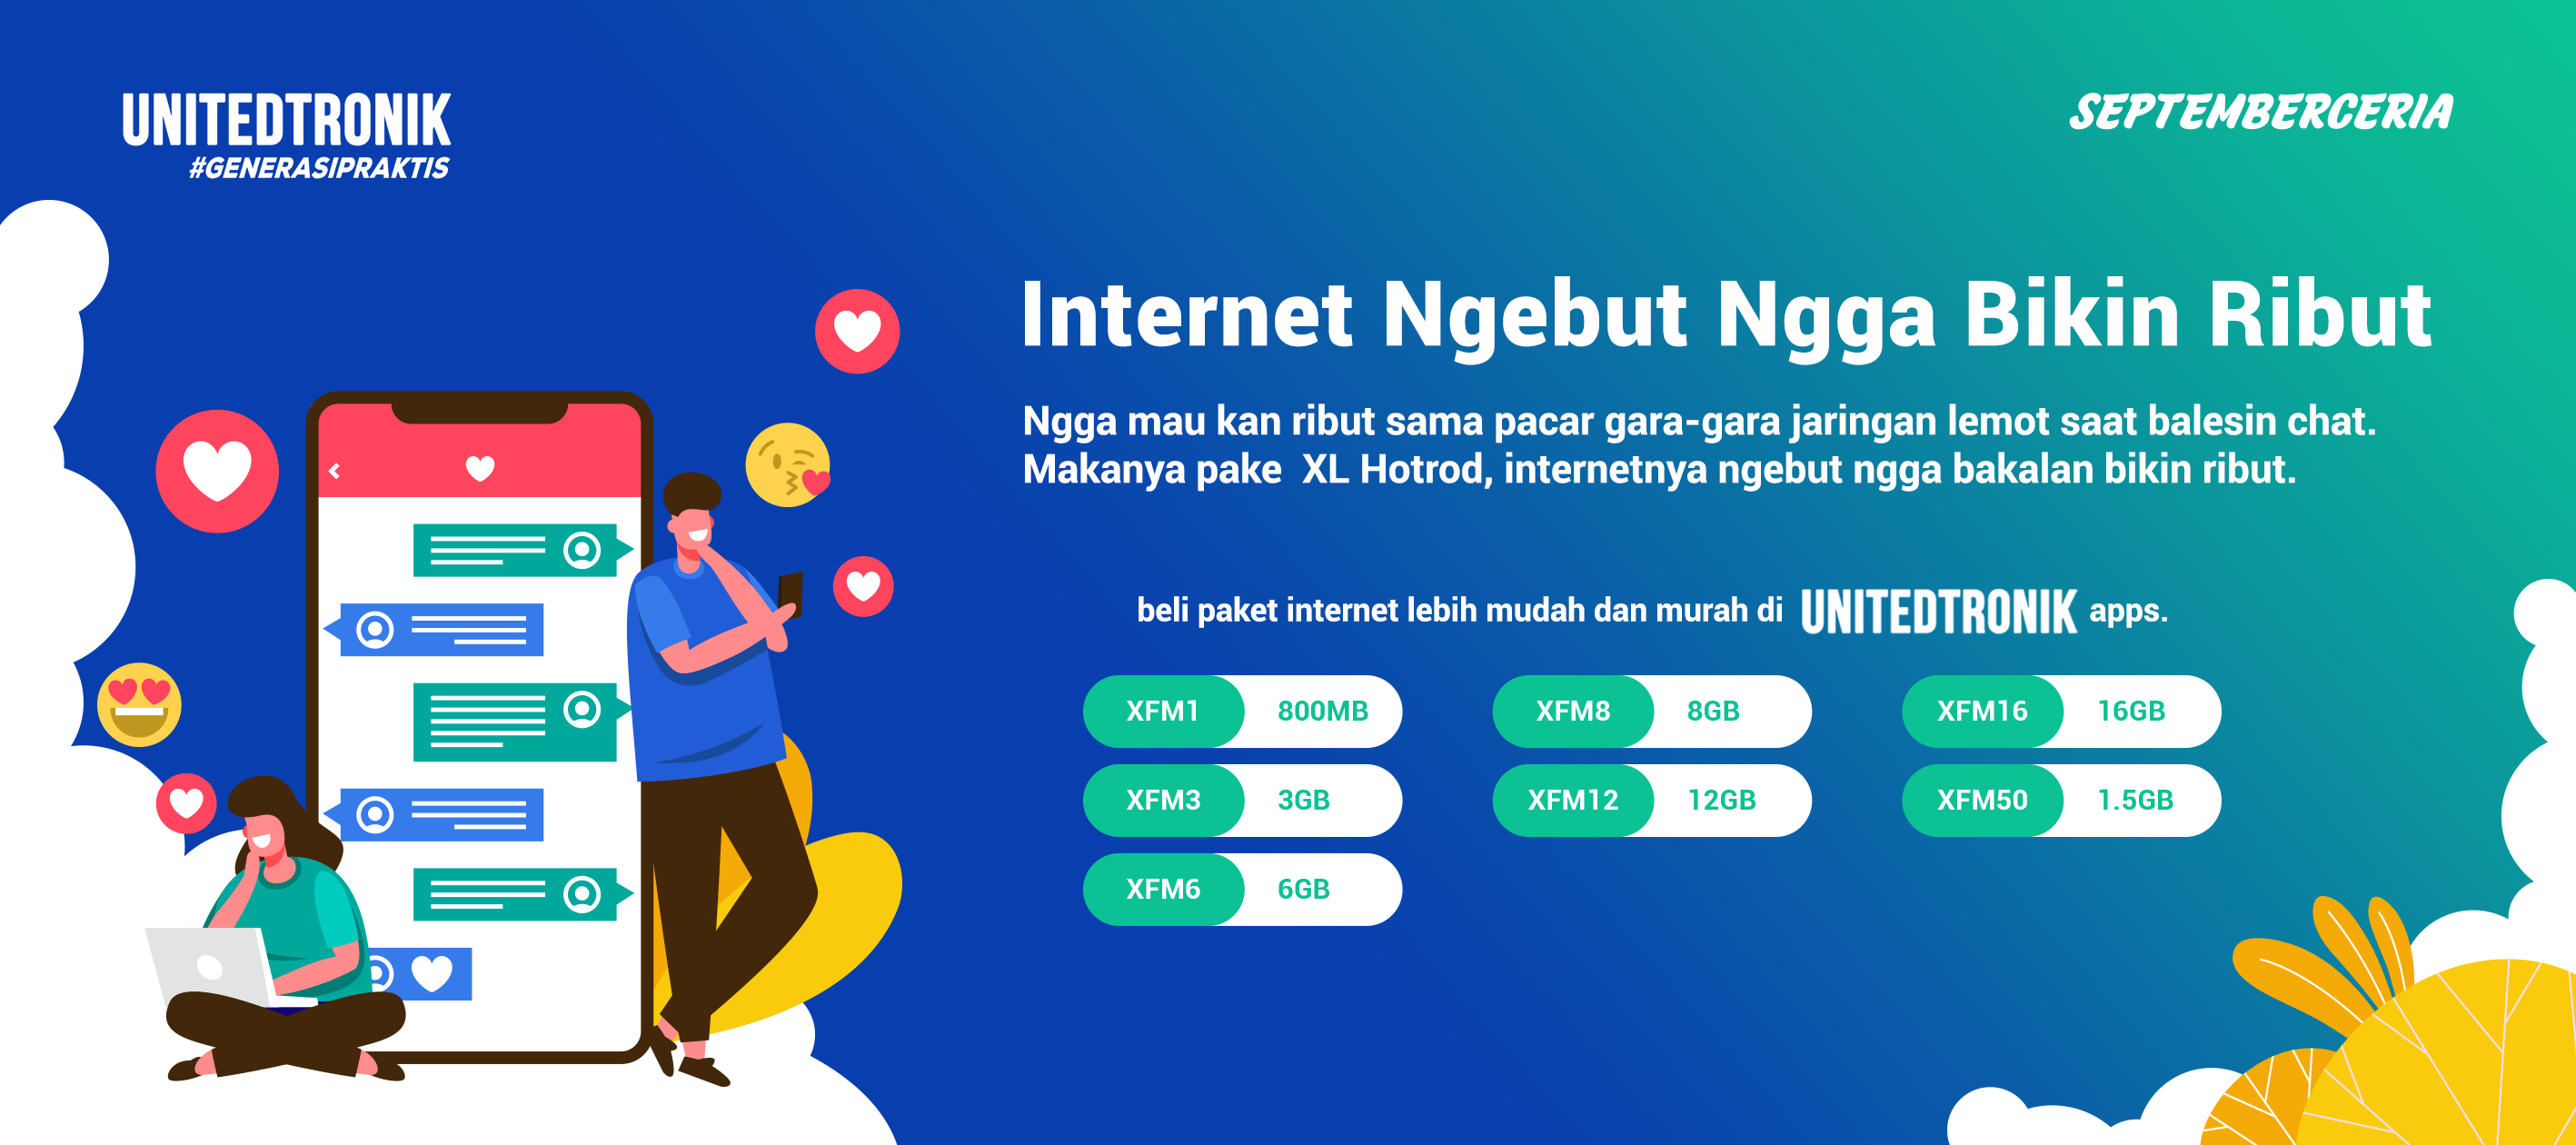 UNITEDTRONIK
#GENERASIPRAKTIS
SEPTEMBERCERIA
Internet Ngebut Ngga Bikin Ribut
Ngga mau kan ribut sama pacar gara-gara jaringan lemot saat balesin chat.
Makanya pake XL Hotrod, internetnya ngebut ngga bakalan bikin ribut.
beli paket internet lebih mudah dan murah di UNITEDTRONIK apps.
XFM1 800MB
XFM3 3GB
XFM6 6GB
XFM8 8GB
XFM12 12GB
XFM16 16GB
XFM50 1.5GB